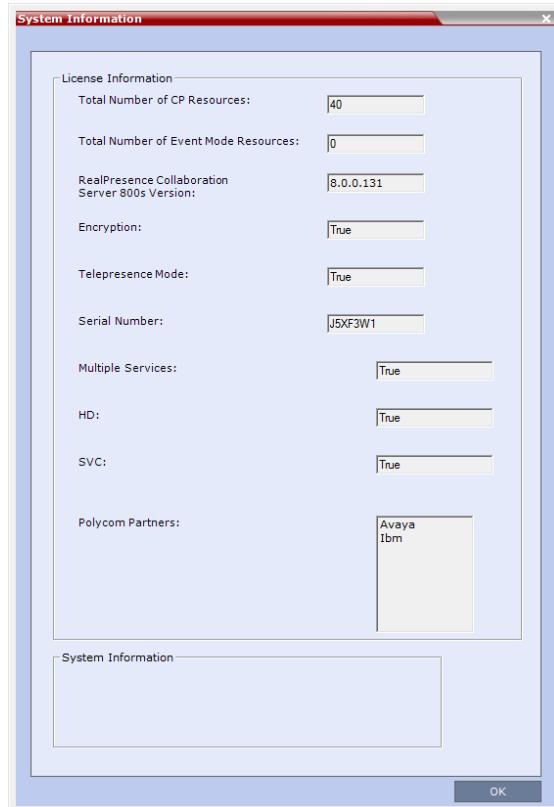 System Information
License Information
Total Number of CP Resources: 40
Total Number of Event Mode Resources: 0
RealPresence Collaboration
Server 800s Version: 8.0.0.131
Encryption: True
Telepresence Mode: True
Serial Number: J5XF3W1
Multiple Services: True
HD: True
SVC: True
Polycom Partners: Avaya
Ibm
System Information
OK